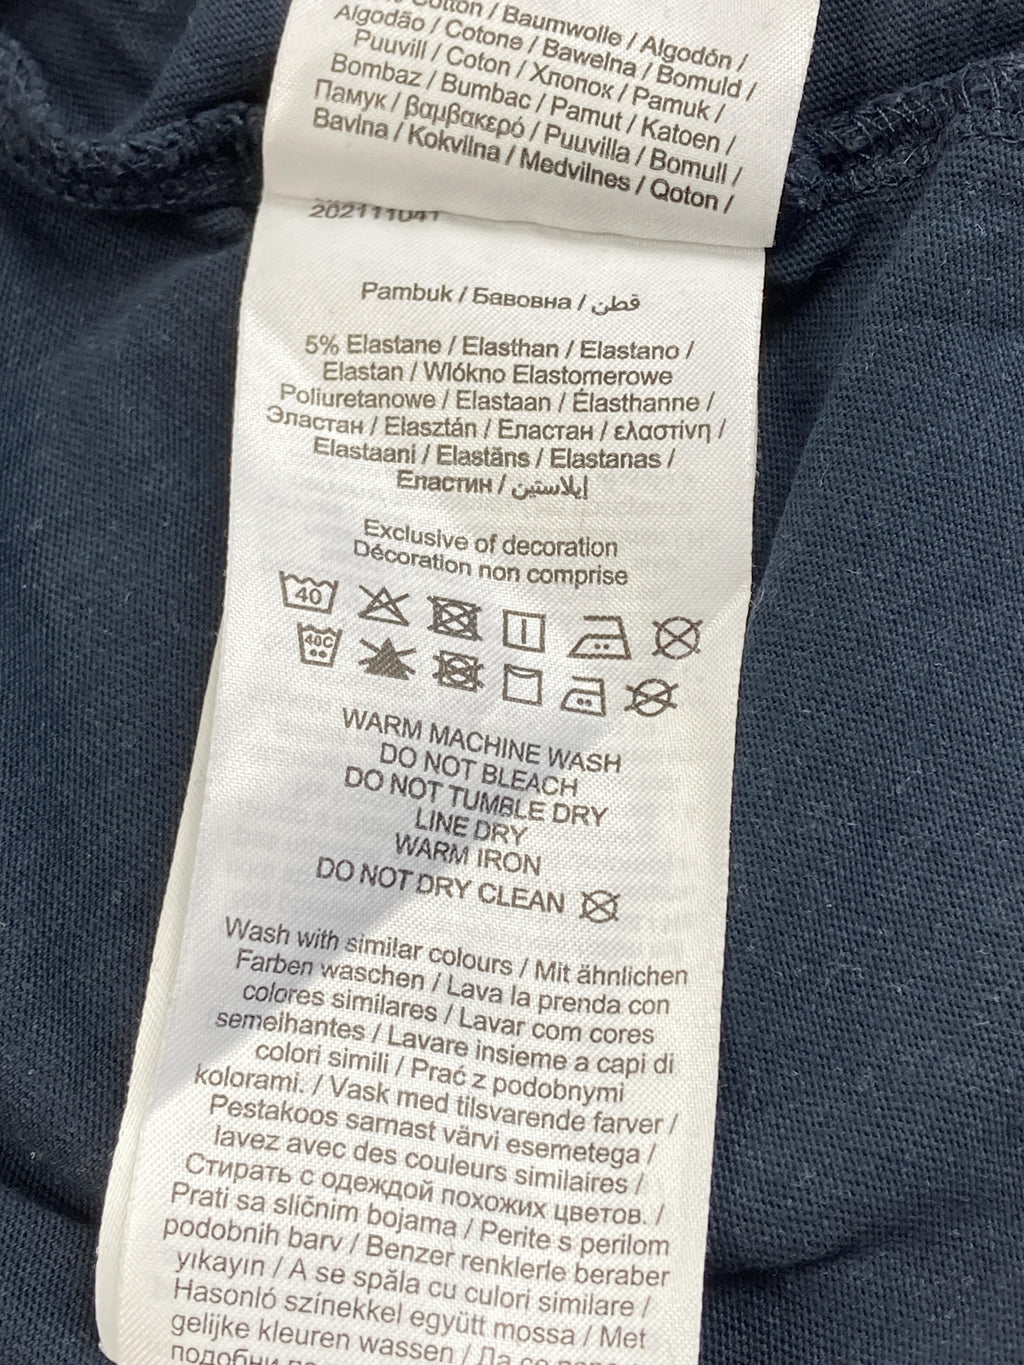 Cotton / Baumwolle / Algodón /
Algodão / Cotone / Bawełna / Bomuld /
Puuvill / Coton / Хлопок / Pamuk /
Bombaz / Bumbac / Pamut / Katoen /
Памук / βαμβακερό / Puuvilla / Bomull /
Bavlna / Kokvilna / Medvilnes / Qoton /
202111041
Pambuk / Бавовна / قطن
5% Elastane / Elasthan / Elastano /
Elastan / Wlókno Elastomerowe
Poliuretanowe / Elastaan / Élasthanne /
Эластан / Elasztán / Еластан / ελαστίνη /
Elastaani / Elastāns / Elastanas /
Еластин / إيلاستين
Exclusive of decoration
Décoration non comprise
40
40C
WARM MACHINE WASH
DO NOT BLEACH
DO NOT TUMBLE DRY
LINE DRY
WARM IRON
DO NOT DRY CLEAN
Wash with similar colours / Mit ähnlichen
Farben waschen / Lava la prenda con
colores similares / Lavar com cores
semelhantes / Lavare insieme a capi di
colori simili / Prać z podobnymi
kolorami. / Vask med tilsvarende farver /
Pestakoos sarnast värvi esemetega /
lavez avec des couleurs similaires /
Стирать с одеждой похожих цветов. /
Prati sa sličnim bojama / Perite s perilom
podobnih barv / Benzer renklerle beraber
yıkayın / A se spăla cu culori similare /
Hasonló színekkel együtt mossa / Met
gelijke kleuren wassen / Да се
подобни